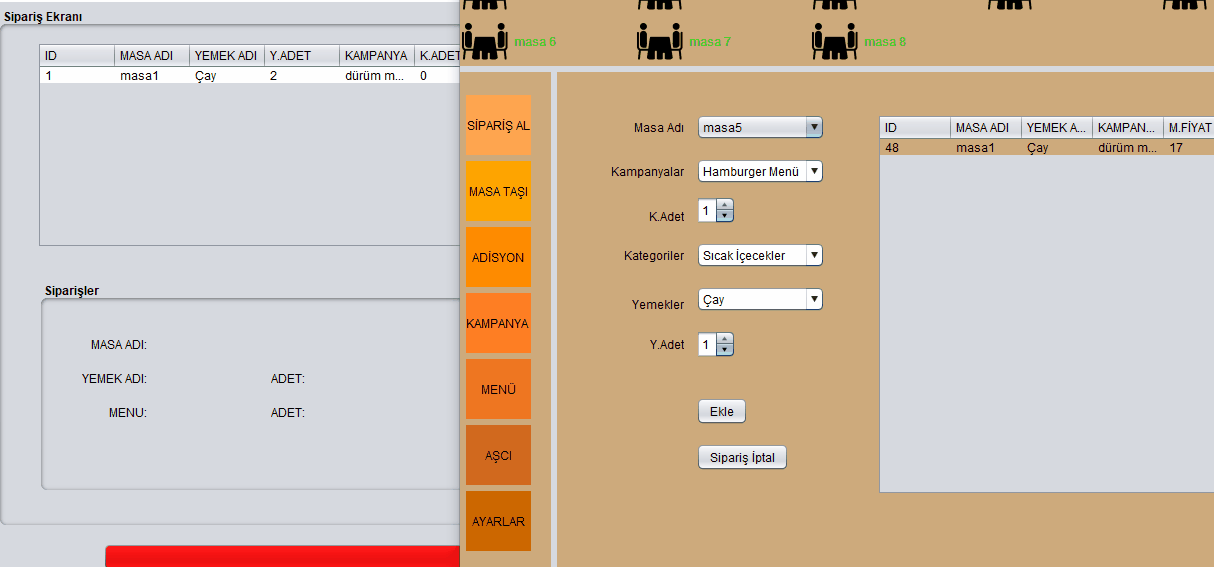 Sipariş Ekranı
ID MASA ADI YEMEK ADI Y.ADET KAMPANYA K.ADET
1 masa1 Çay 2 dürüm m... 0
Siparişler
MASA ADI:
YEMEK ADI: ADET:
MENU: ADET:
masa 6 masa 7 masa 8
SİPARİŞ AL
MASA TAŞI
ADİSYON
KAMPANYA
MENÜ
AŞCI
AYARLAR
Masa Adı masa5
Kampanyalar Hamburger Menü
K.Adet 1
Kategoriler Sıcak İçecekler
Yemekler Çay
Y.Adet 1
Ekle
Sipariş İptal
ID MASA ADI YEMEK A... KAMPAN... M.FİYAT
48 masa1 Çay dürüm m... 17